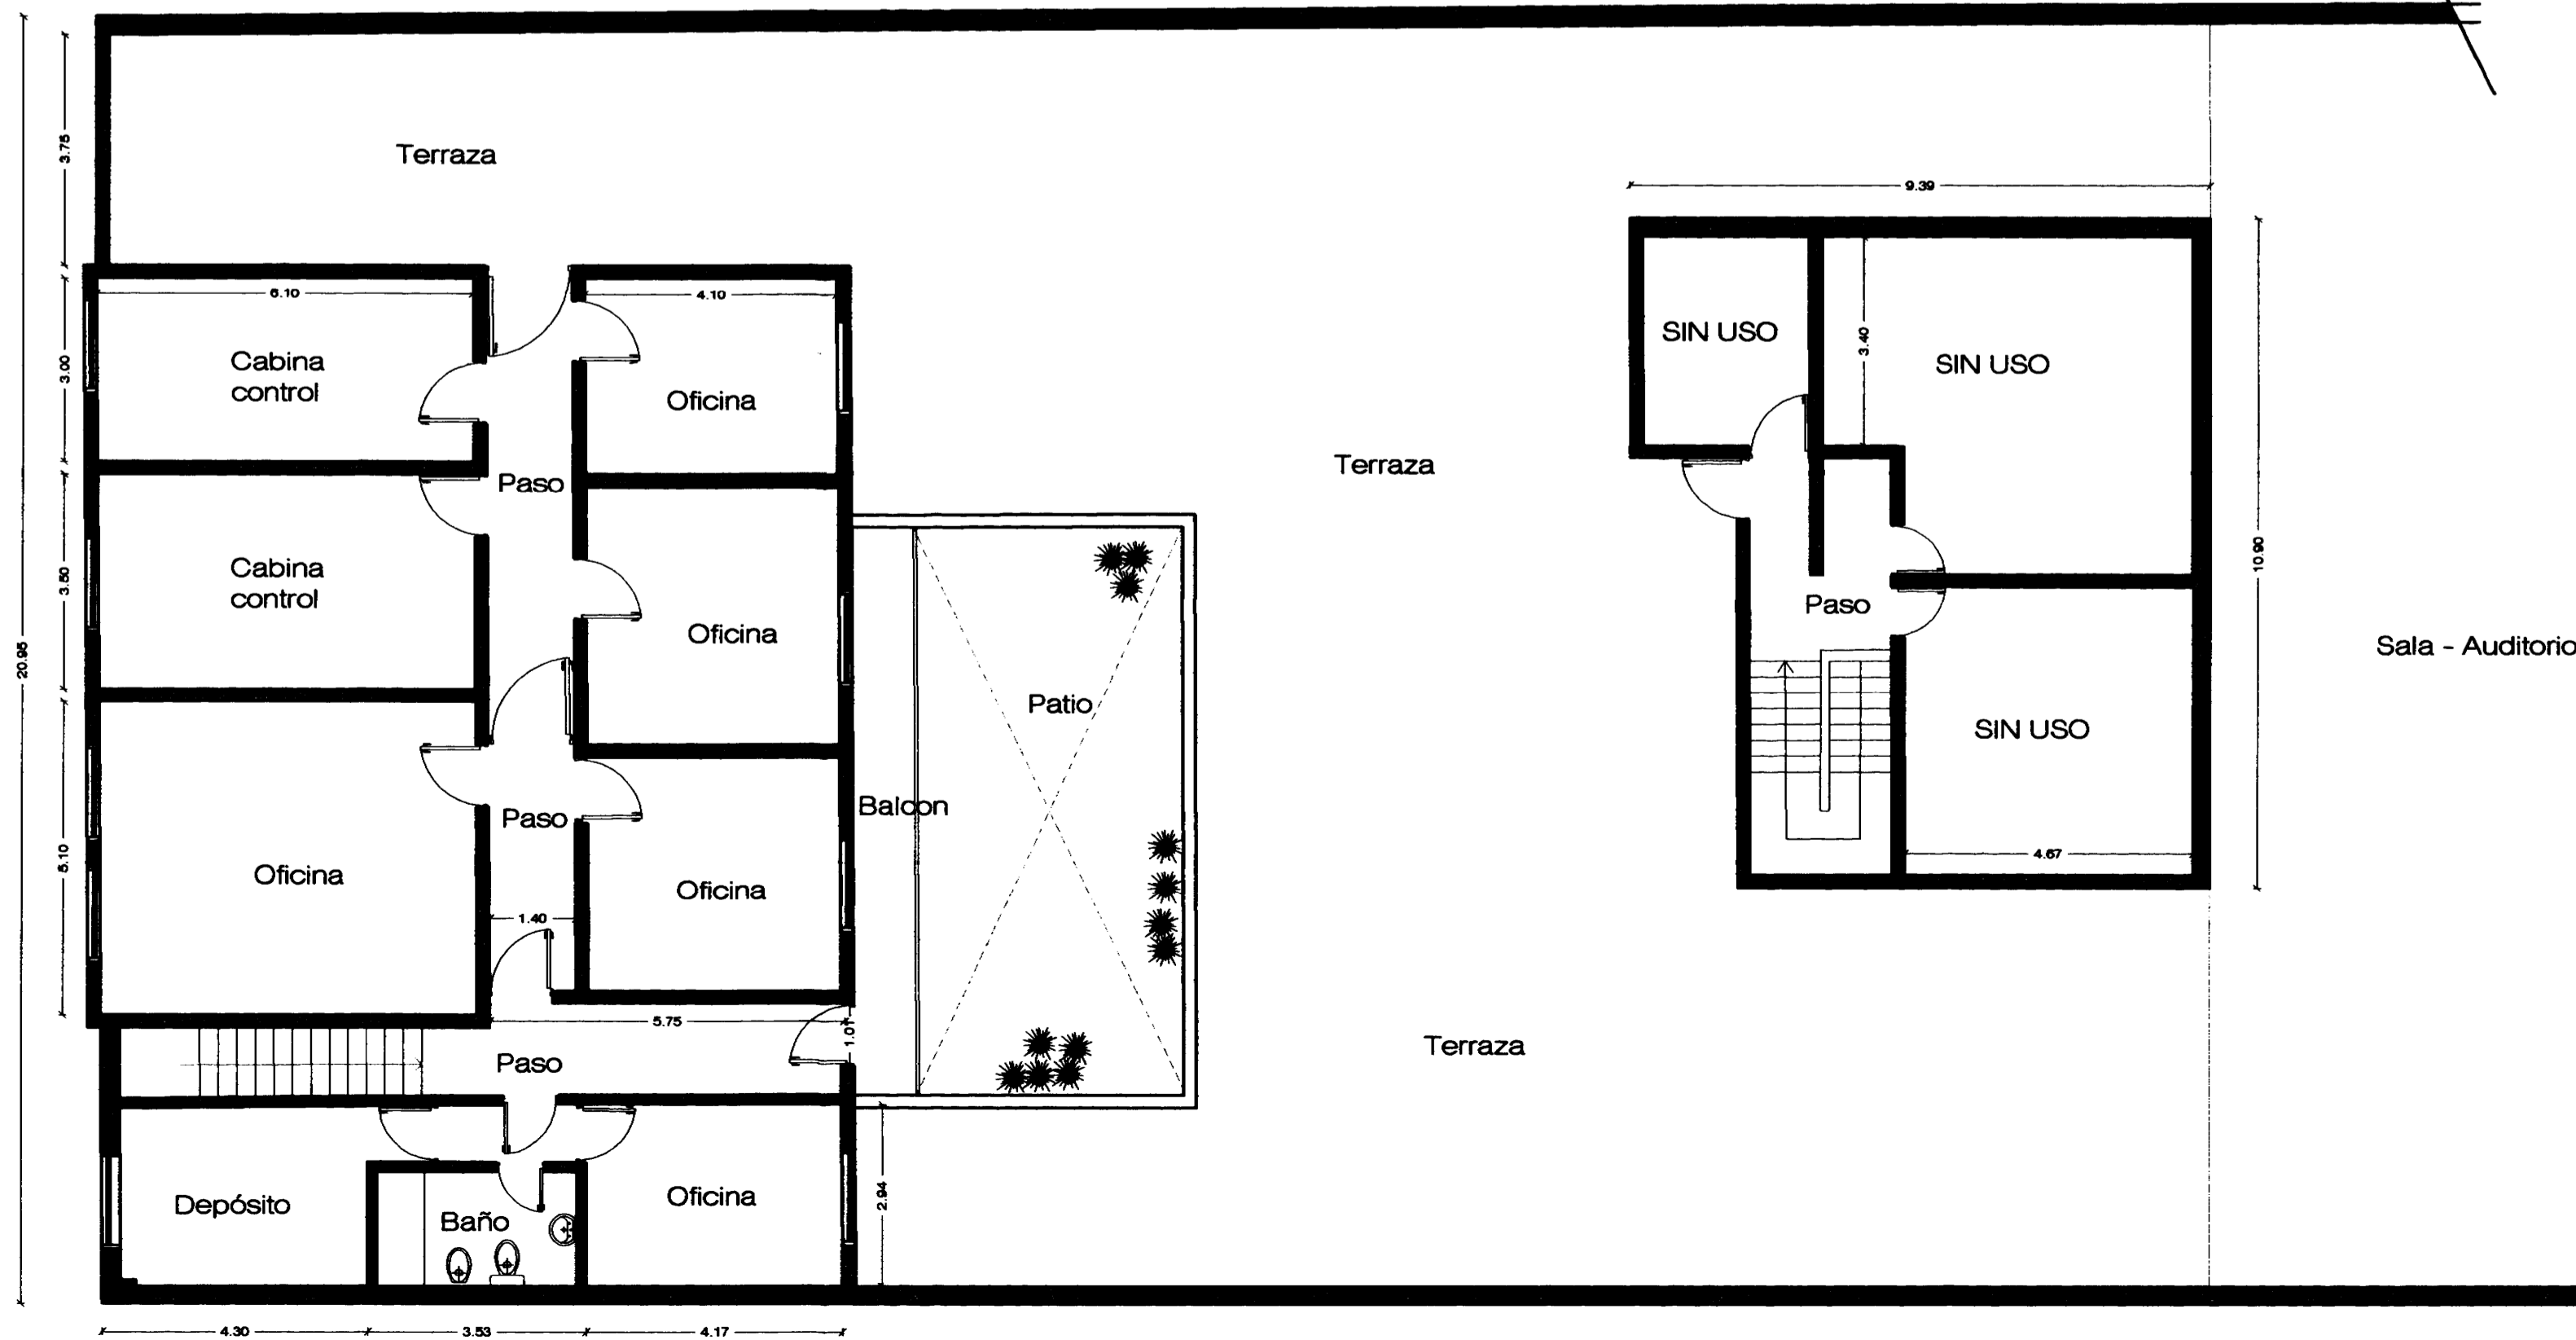 Terraza
3.75
9.39
6.10
4.10
Cabina
control
3.00
Oficina
SIN USO
3.40
SIN USO
Terraza
Paso
Cabina
control
3.50
Oficina
10.90
Paso
Sala - Auditorio
20.95
Patio
SIN USO
Balcon
Paso
5.10
Oficina
Oficina
4.67
1.40
5.75
1.01
Paso
Terraza
Depósito
Baño
Oficina
2.94
4.30
3.53
4.17